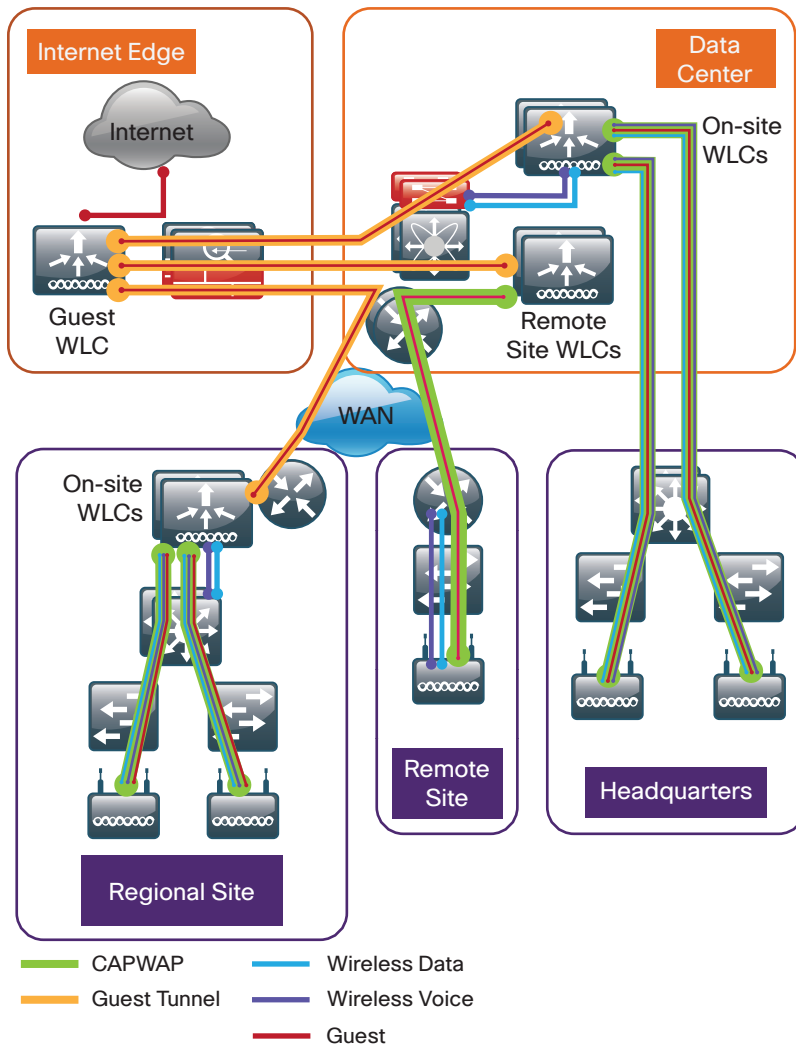 Internet Edge
Data
Center
Internet
On-site
WLCs
Guest
WLC
Remote
Site WLCs
WAN
On-site
WLCs
Remote
Site
Headquarters
Regional Site
CAPWAP
Wireless Data
Guest Tunnel
Wireless Voice
Guest